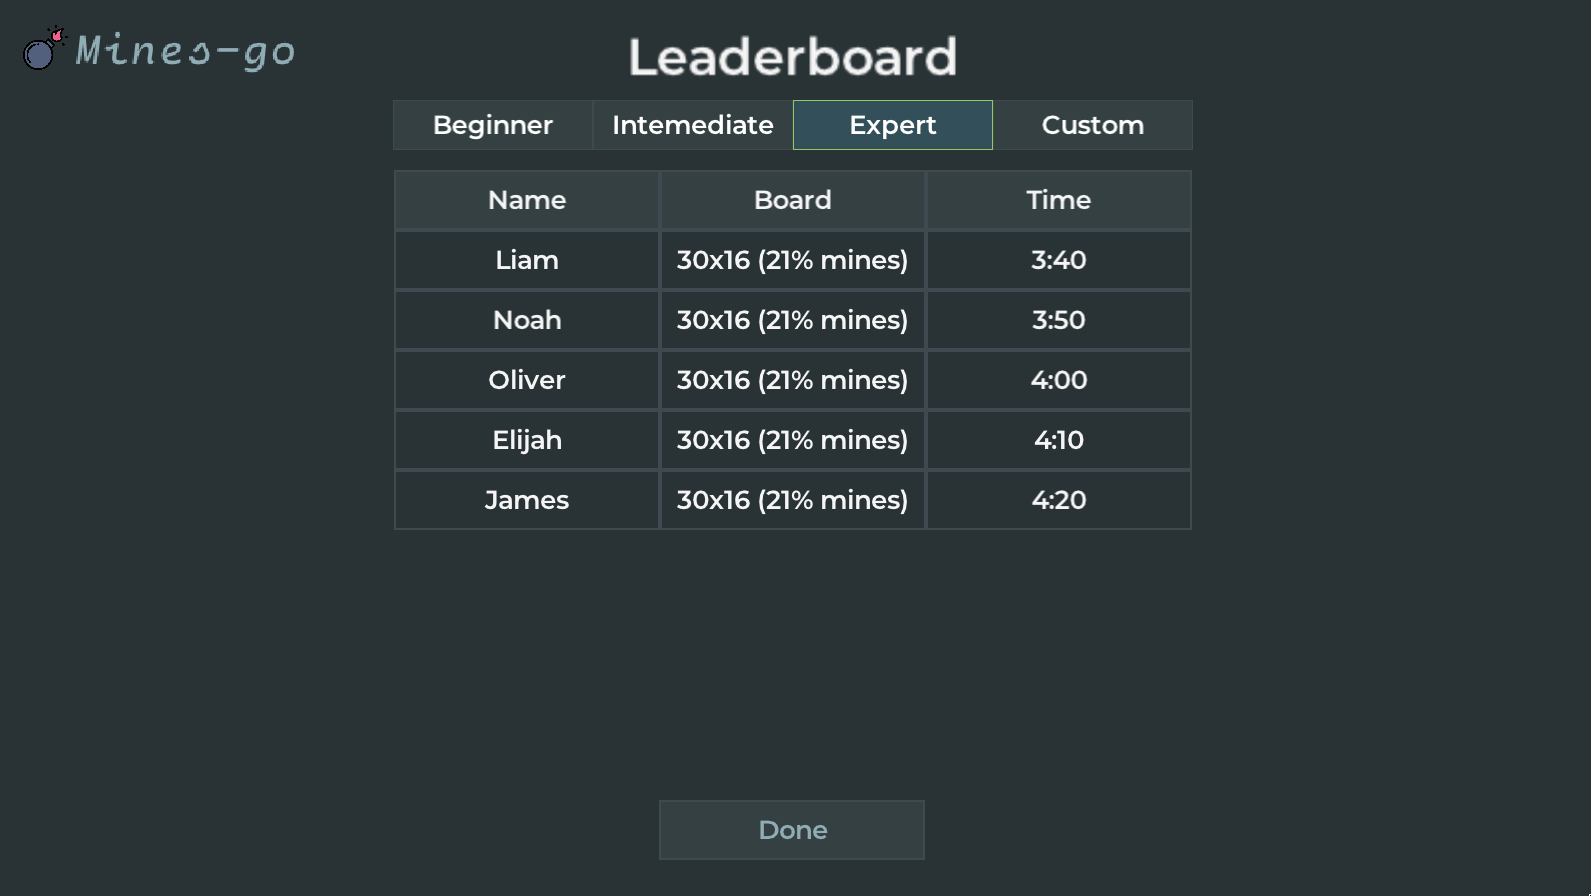 Mines-go
Leaderboard
Beginner Intemediate Expert Custom
Name Board Time
Liam 30x16 (21% mines) 3:40
Noah 30x16 (21% mines) 3:50
Oliver 30x16 (21% mines) 4:00
Elijah 30x16 (21% mines) 4:10
James 30x16 (21% mines) 4:20
Done